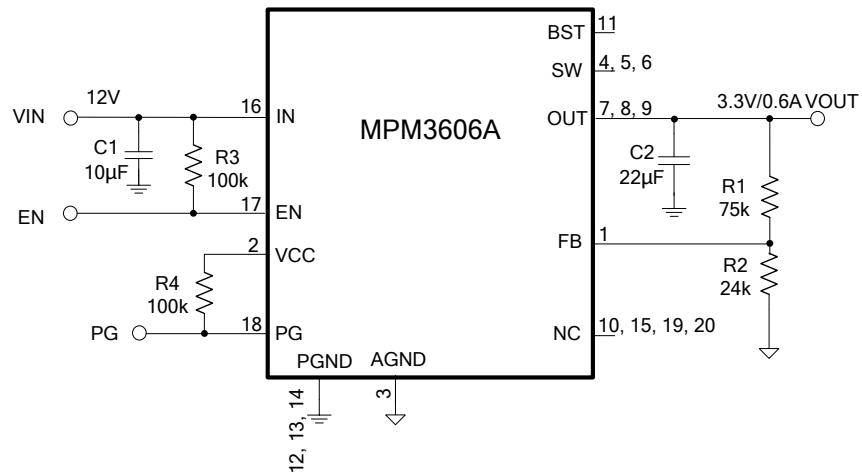 BST
11
SW
4, 5, 6
VIN
12V
16
IN
MPM3606A
OUT
7, 8, 9
3.3V/0.6A VOUT
C1
10µF
R3
100k
C2
22µF
R1
75k
EN
17
EN
FB
1
2
VCC
R2
24k
R4
100k
PG
18
PG
NC
10, 15, 19, 20
PGND
AGND
12, 13, 14
3